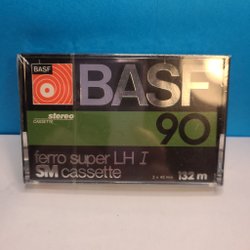 BASF
BASF
stereo
CASSETTE
90
ferro super LH I
SM cassette
2 x 45 min
132 m